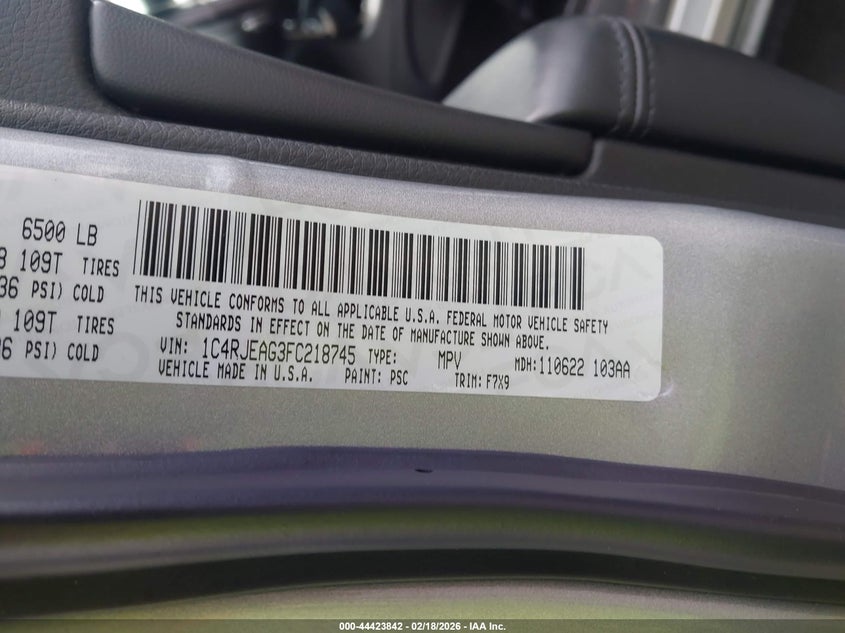 6500 LB
109T TIRES
36 PSI) COLD
109T TIRES
PSI) COLD
THIS VEHICLE CONFORMS TO ALL APPLICABLE U.S.A. FEDERAL MOTOR VEHICLE SAFETY
STANDARDS IN EFFECT ON THE DATE OF MANUFACTURE SHOWN ABOVE.
VIN: 1C4RJEAG3FC218745 TYPE: MPV MDH:110622 103AA
VEHICLE MADE IN U.S.A. PAINT: PSC TRIM: F7X9
000-44423842 - 02/18/2026 - IAA Inc.